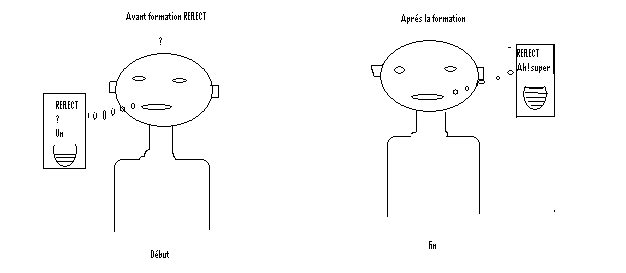 Avant formation REFLECT
?
REFLECT
?
Un
Début
Aprés la formation
REFLECT
Ah! super
fin